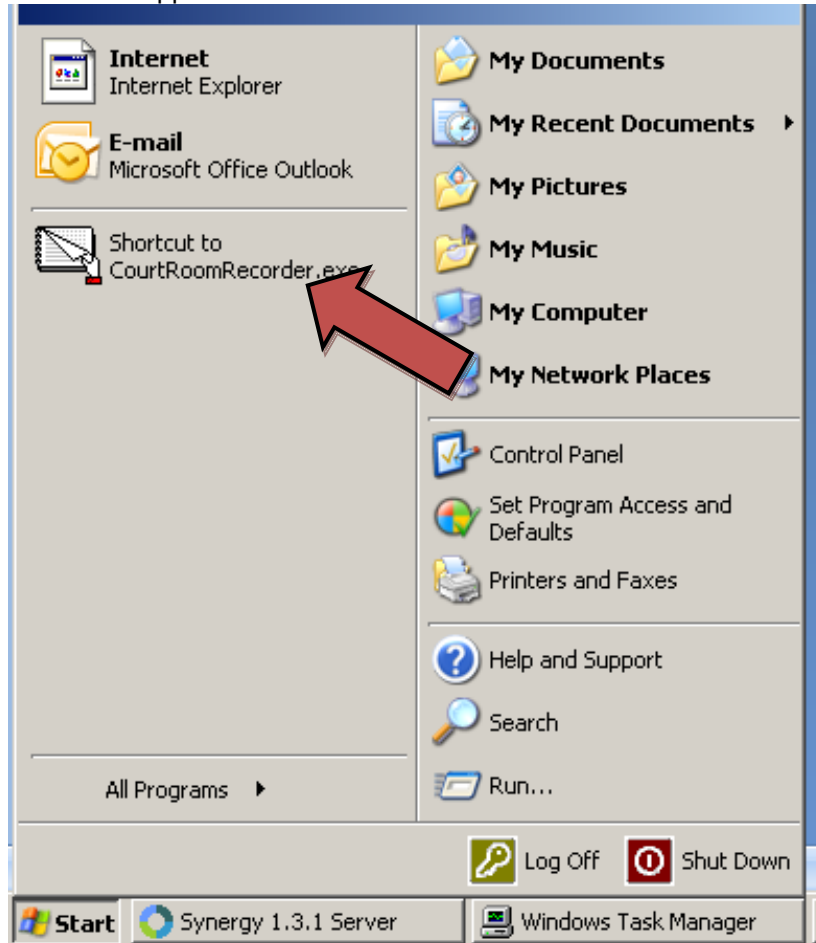 Internet
Internet Explorer
E-mail
Microsoft Office Outlook
Shortcut to
CourtRoomRecorder.exe
All Programs
My Documents
My Recent Documents
My Pictures
My Music
My Computer
My Network Places
Control Panel
Set Program Access and
Defaults
Printers and Faxes
Help and Support
Search
Run...
Log Off
Shut Down
Start
Synergy 1.3.1 Server
Windows Task Manager